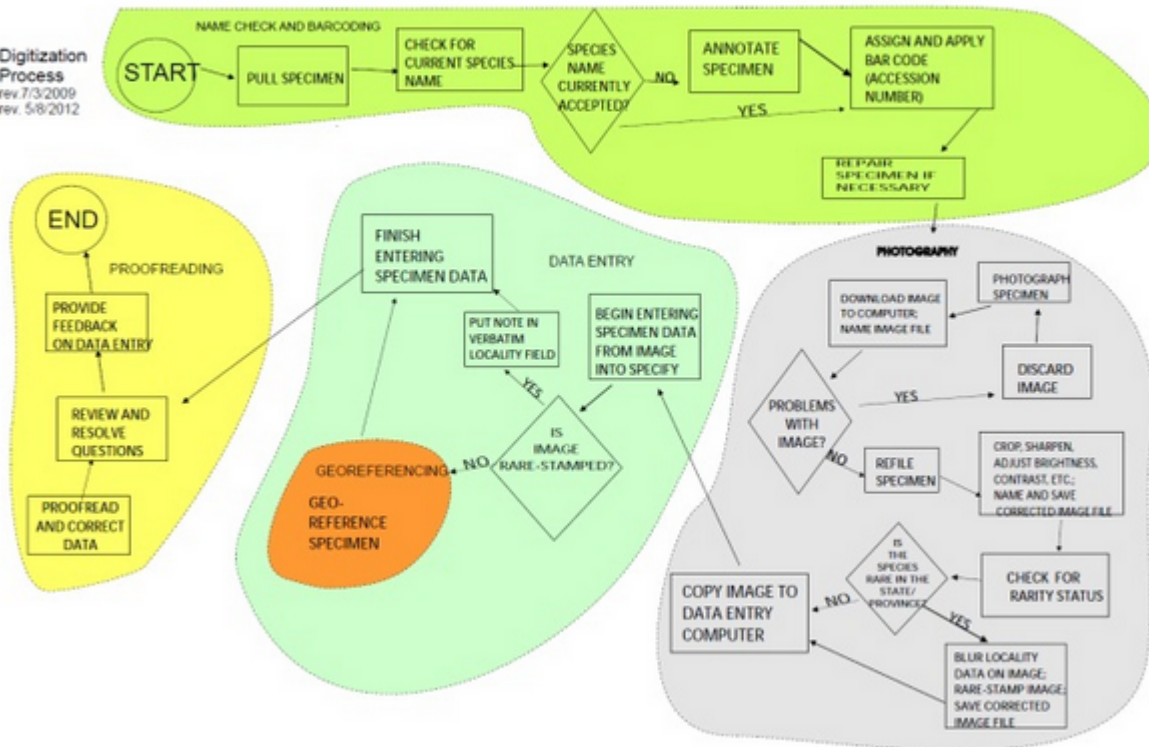 Digitization
Process
rev.7/3/2009
rev. 5/8/2012
NAME CHECK AND BARCODING
START
PULL SPECIMEN
CHECK FOR
CURRENT SPECIES
NAME
SPECIES
NAME
CURRENTLY
ACCEPTED?
NO
YES
ANNOTATE
SPECIMEN
ASSIGN AND APPLY
BAR CODE
(ACCESSION
NUMBER)
REPAIR
SPECIMEN IF
NECESSARY
PHOTOGRAPHY
PHOTOGRAPH
SPECIMEN
DOWNLOAD IMAGE
TO COMPUTER;
NAME IMAGE FILE
PROBLEMS
WITH
IMAGE?
YES
DISCARD
IMAGE
NO
REFILE
SPECIMEN
CROP, SHARPEN,
ADJUST BRIGHTNESS,
CONTRAST, ETC.;
NAME AND SAVE
CORRECTED IMAGE FILE
CHECK FOR
RARITY STATUS
IS
THE
SPECIES
RARE IN THE
STATE/
PROVINCE?
NO
YES
BLUR LOCALITY
DATA ON IMAGE;
RARE-STAMP IMAGE;
SAVE CORRECTED
IMAGE FILE
COPY IMAGE TO
DATA ENTRY
COMPUTER
DATA ENTRY
BEGIN ENTERING
SPECIMEN DATA
FROM IMAGE
INTO SPECIFY
IS
IMAGE
RARE-STAMPED?
YES
PUT NOTE IN
VERBATIM
LOCALITY FIELD
NO
GEOREFERENCING
GEO-
REFERENCE
SPECIMEN
FINISH
ENTERING
SPECIMEN DATA
PROOFREADING
PROOFREAD
AND CORRECT
DATA
REVIEW AND
RESOLVE
QUESTIONS
PROVIDE
FEEDBACK
ON DATA ENTRY
END